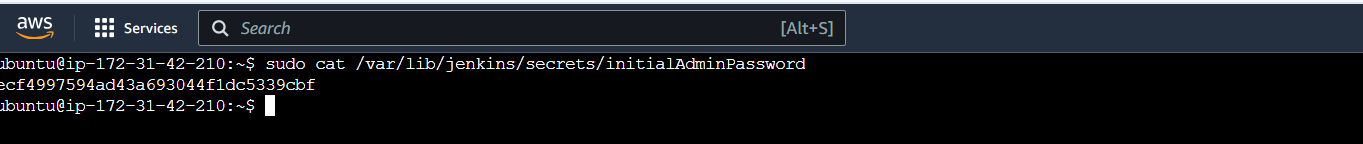 aws
Services
Search
[Alt+S]
ubuntu@ip-172-31-42-210:~$ sudo cat /var/lib/jenkins/secrets/initialAdminPassword
ecf4997594ad43a693044f1dc5339cbf
ubuntu@ip-172-31-42-210:~$